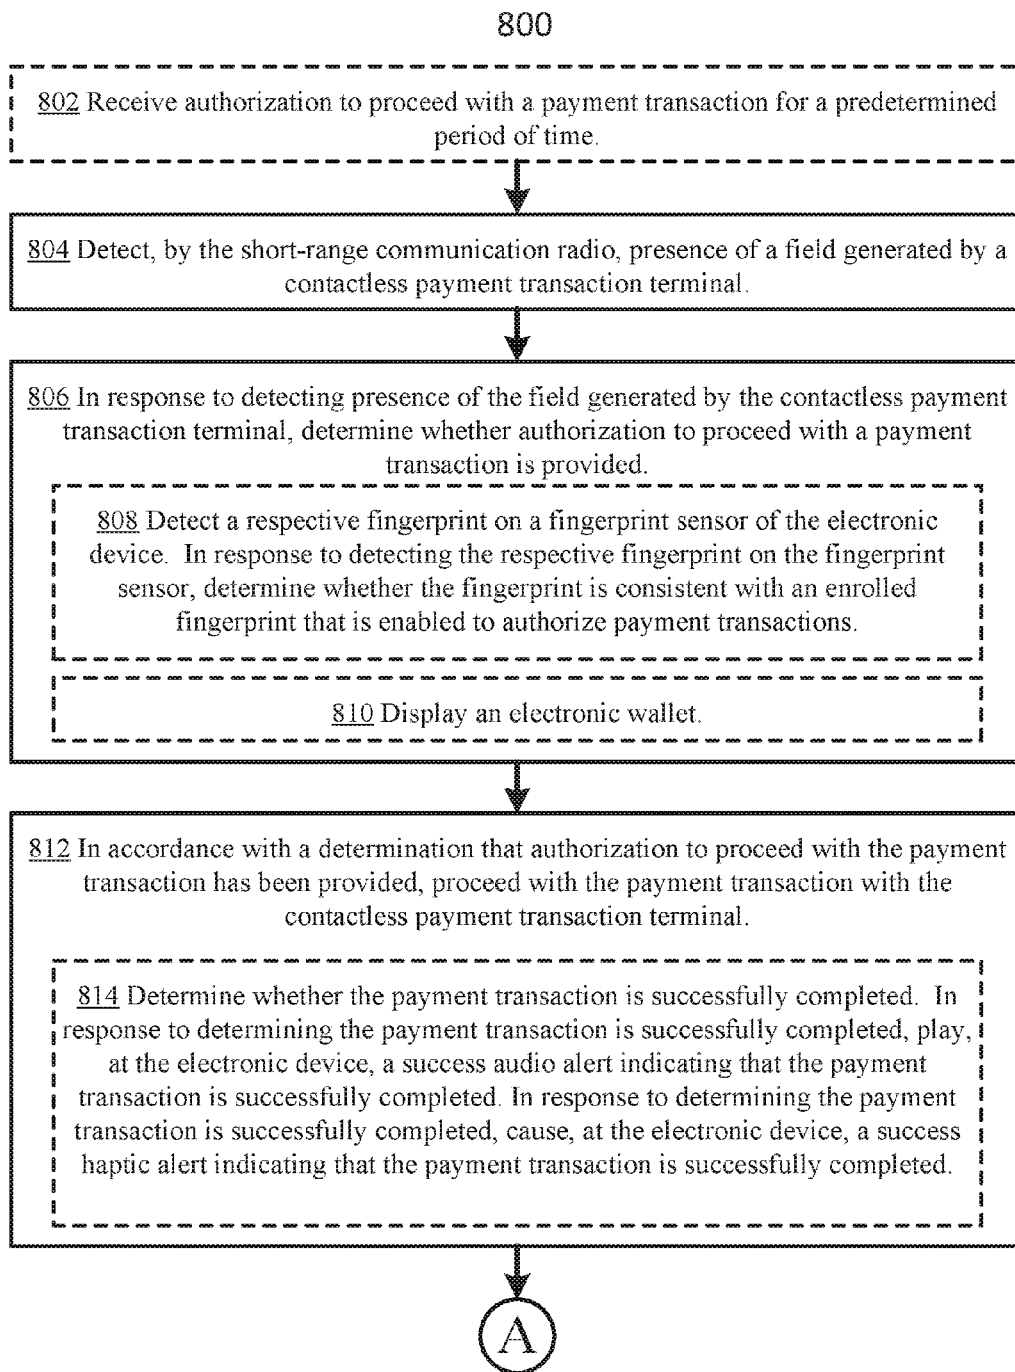 800
802 Receive authorization to proceed with a payment transaction for a predetermined
period of time.
804 Detect, by the short-range communication radio, presence of a field generated by a
contactless payment transaction terminal.
806 In response to detecting presence of the field generated by the contactless payment
transaction terminal, determine whether authorization to proceed with a payment
transaction is provided.
808 Detect a respective fingerprint on a fingerprint sensor of the electronic
device. In response to detecting the respective fingerprint on the fingerprint
sensor, determine whether the fingerprint is consistent with an enrolled
fingerprint that is enabled to authorize payment transactions.
810 Display an electronic wallet.
812 In accordance with a determination that authorization to proceed with the payment
transaction has been provided, proceed with the payment transaction with the
contactless payment transaction terminal.
814 Determine whether the payment transaction is successfully completed. In
response to determining the payment transaction is successfully completed, play,
at the electronic device, a success audio alert indicating that the payment
transaction is successfully completed. In response to determining the payment
transaction is successfully completed, cause, at the electronic device, a success
haptic alert indicating that the payment transaction is successfully completed.
A